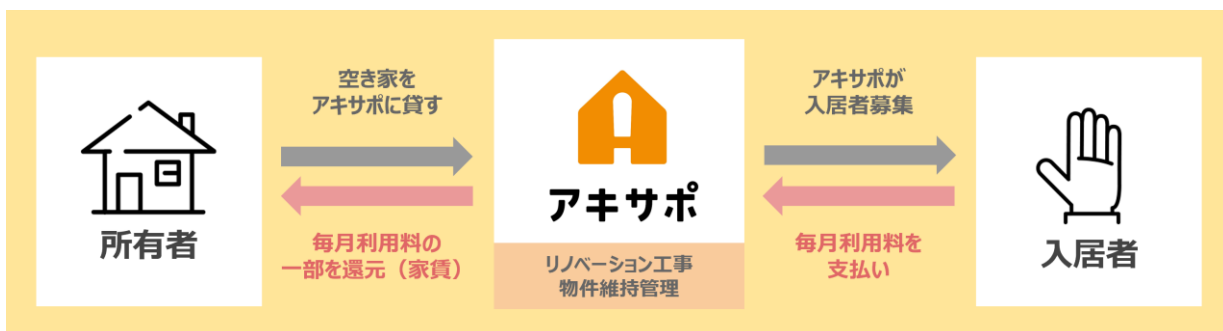 所有者
空き家を
アキサポに貸す
毎月利用料の
一部を還元（家賃）
アキサポ
リノベーション工事
物件維持管理
アキサポが
入居者募集
毎月利用料を
支払い
入居者